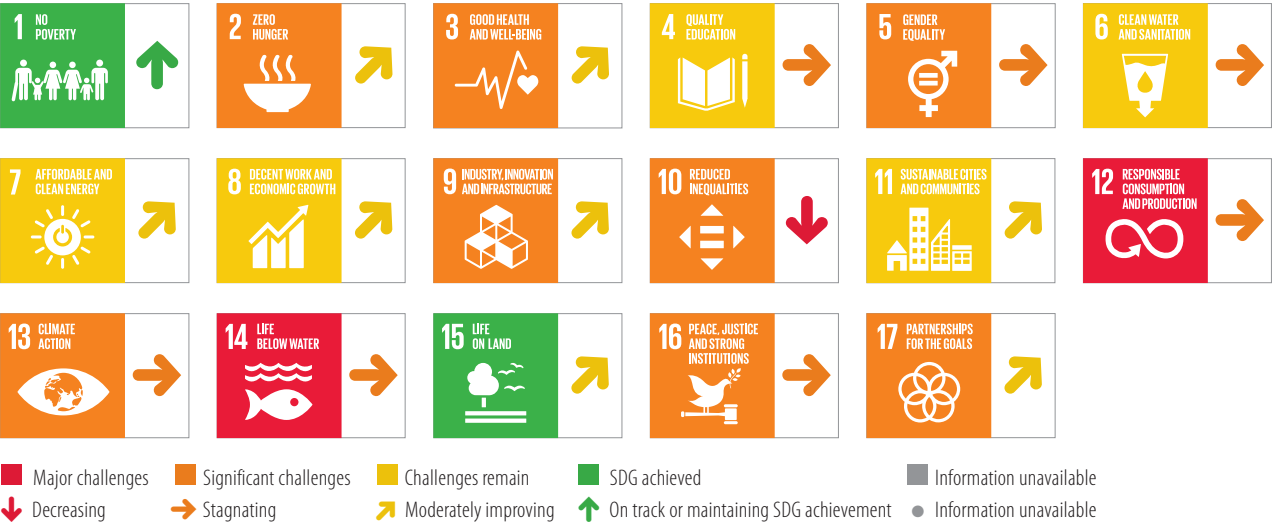 1 NO
POVERTY
2 ZERO
HUNGER
3 GOOD HEALTH
AND WELL-BEING
4 QUALITY
EDUCATION
5 GENDER
EQUALITY
6 CLEAN WATER
AND SANITATION
7 AFFORDABLE AND
CLEAN ENERGY
8 DECENT WORK AND
ECONOMIC GROWTH
9 INDUSTRY, INNOVATION
AND INFRASTRUCTURE
10 REDUCED
INEQUALITIES
11 SUSTAINABLE CITIES
AND COMMUNITIES
12 RESPONSIBLE
CONSUMPTION
AND PRODUCTION
13 CLIMATE
ACTION
14 LIFE
BELOW WATER
15 LIFE
ON LAND
16 PEACE, JUSTICE
AND STRONG
INSTITUTIONS
17 PARTNERSHIPS
FOR THE GOALS
Major challenges Significant challenges Challenges remain SDG achieved Information unavailable
Decreasing Stagnating Moderately improving On track or maintaining SDG achievement Information unavailable